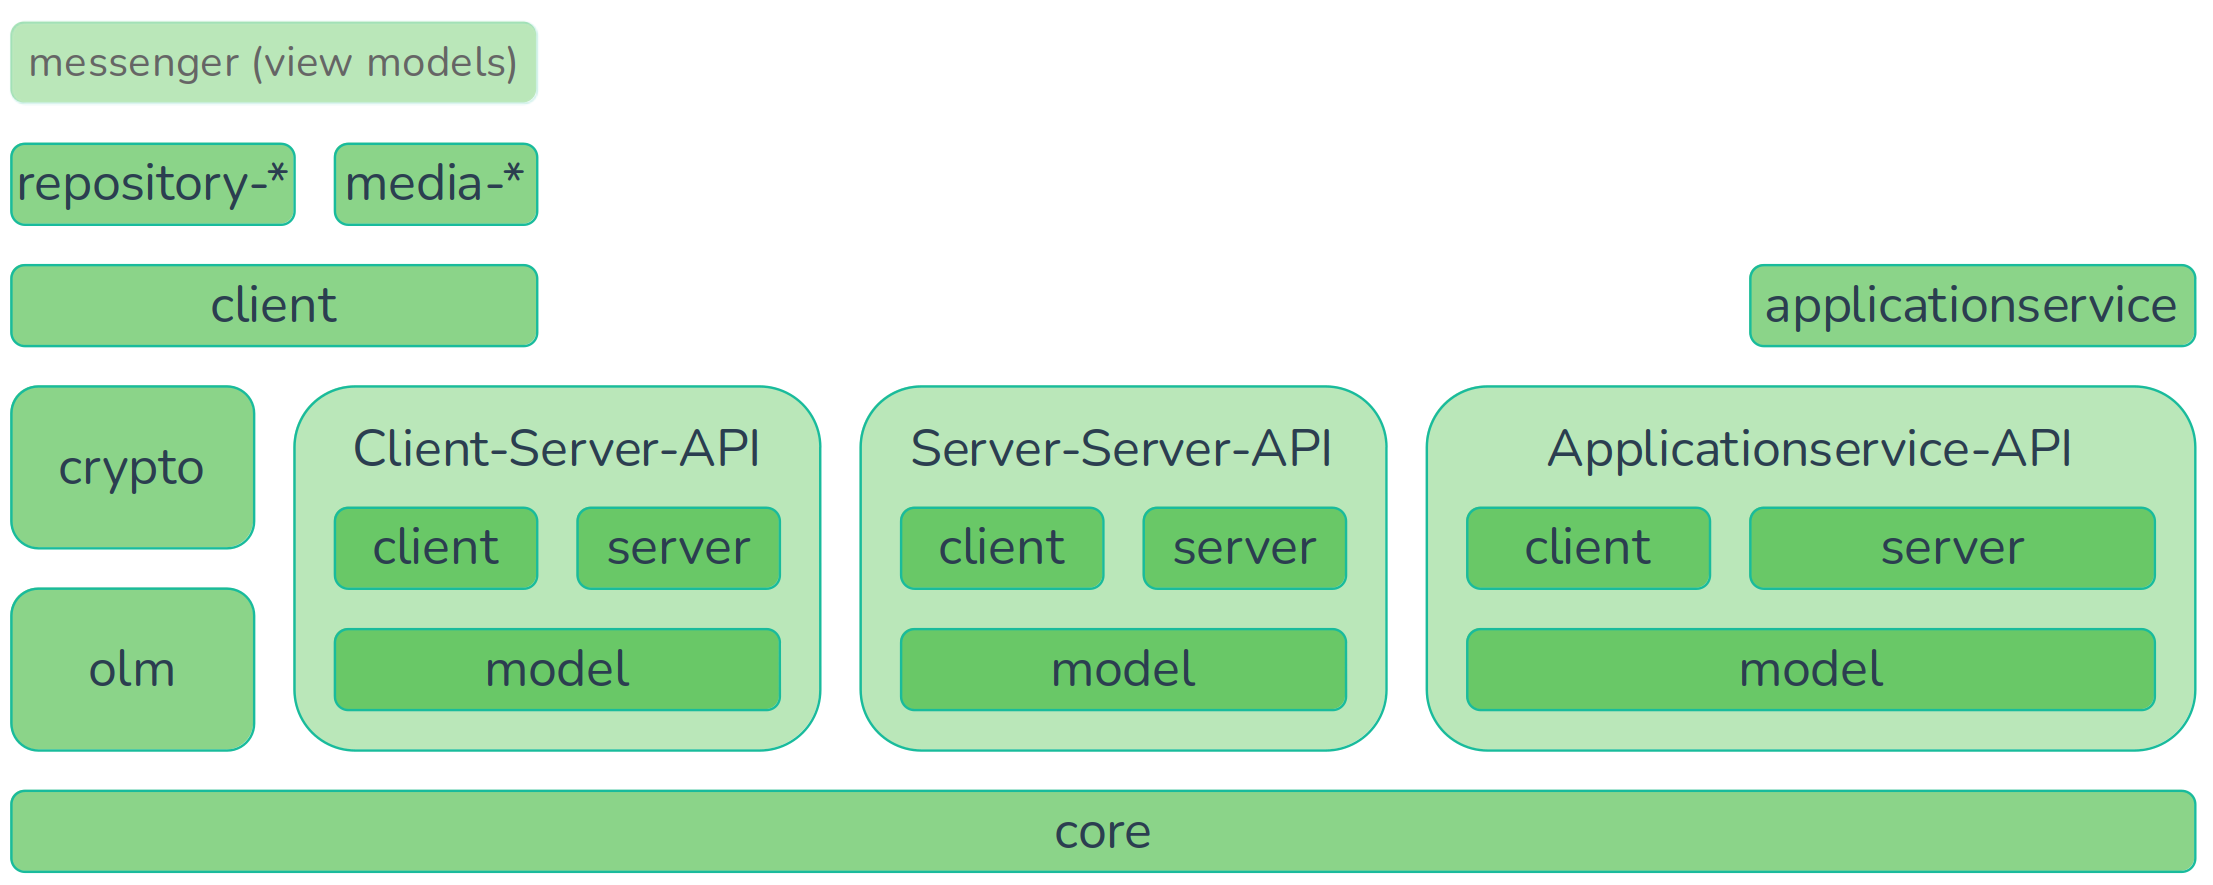 messenger (view models)
repository-*
media-*
client
applicationservice
crypto
olm
Client-Server-API
client
server
model
Server-Server-API
client
server
model
Applicationservice-API
client
server
model
core